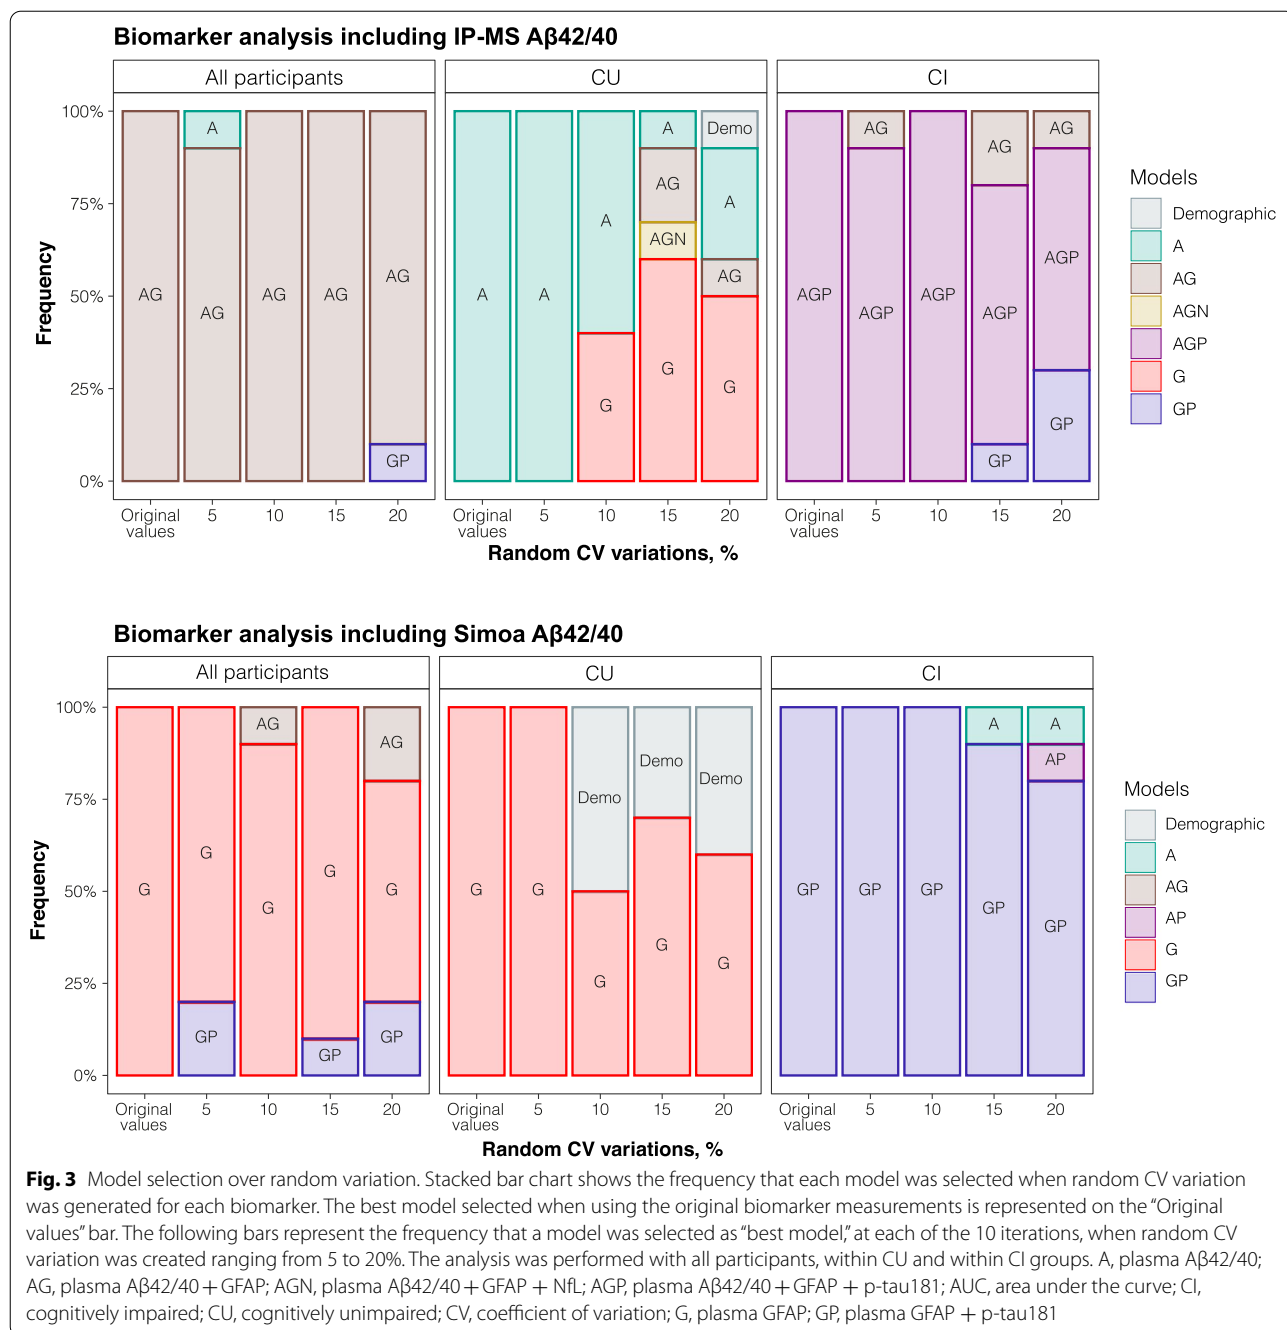 Biomarker analysis including IP-MS Aβ42/40
All participants
CU
CI
100%
75%
50%
25%
0%
Frequency
AG
A
AG
AG
AG
AG
GP
A
A
A
G
A
AG
AGN
G
Demo
A
AG
G
AGP
AG
AGP
AGP
AG
AGP
GP
AG
AGP
GP
Original values
5
10
15
20
Original values
5
10
15
20
Original values
5
10
15
20
Random CV variations, %
Models
Demographic
A
AG
AGN
AGP
G
GP
Biomarker analysis including Simoa Aβ42/40
All participants
CU
CI
100%
75%
50%
25%
0%
Frequency
G
G
GP
AG
G
G
GP
AG
G
GP
G
G
Demo
G
Demo
G
Demo
G
GP
GP
GP
A
GP
A
AP
GP
Original values
5
10
15
20
Original values
5
10
15
20
Original values
5
10
15
20
Random CV variations, %
Models
Demographic
A
AG
AP
G
GP
Fig. 3 Model selection over random variation. Stacked bar chart shows the frequency that each model was selected when random CV variation
was generated for each biomarker. The best model selected when using the original biomarker measurements is represented on the “Original
values” bar. The following bars represent the frequency that a model was selected as “best model,” at each of the 10 iterations, when random CV
variation was created ranging from 5 to 20%. The analysis was performed with all participants, within CU and within CI groups. A, plasma Aβ42/40;
AG, plasma Aβ42/40 + GFAP; AGN, plasma Aβ42/40 + GFAP + NfL; AGP, plasma Aβ42/40 + GFAP + p-tau181; AUC, area under the curve; CI,
cognitively impaired; CU, cognitively unimpaired; CV, coefficient of variation; G, plasma GFAP; GP, plasma GFAP + p-tau181